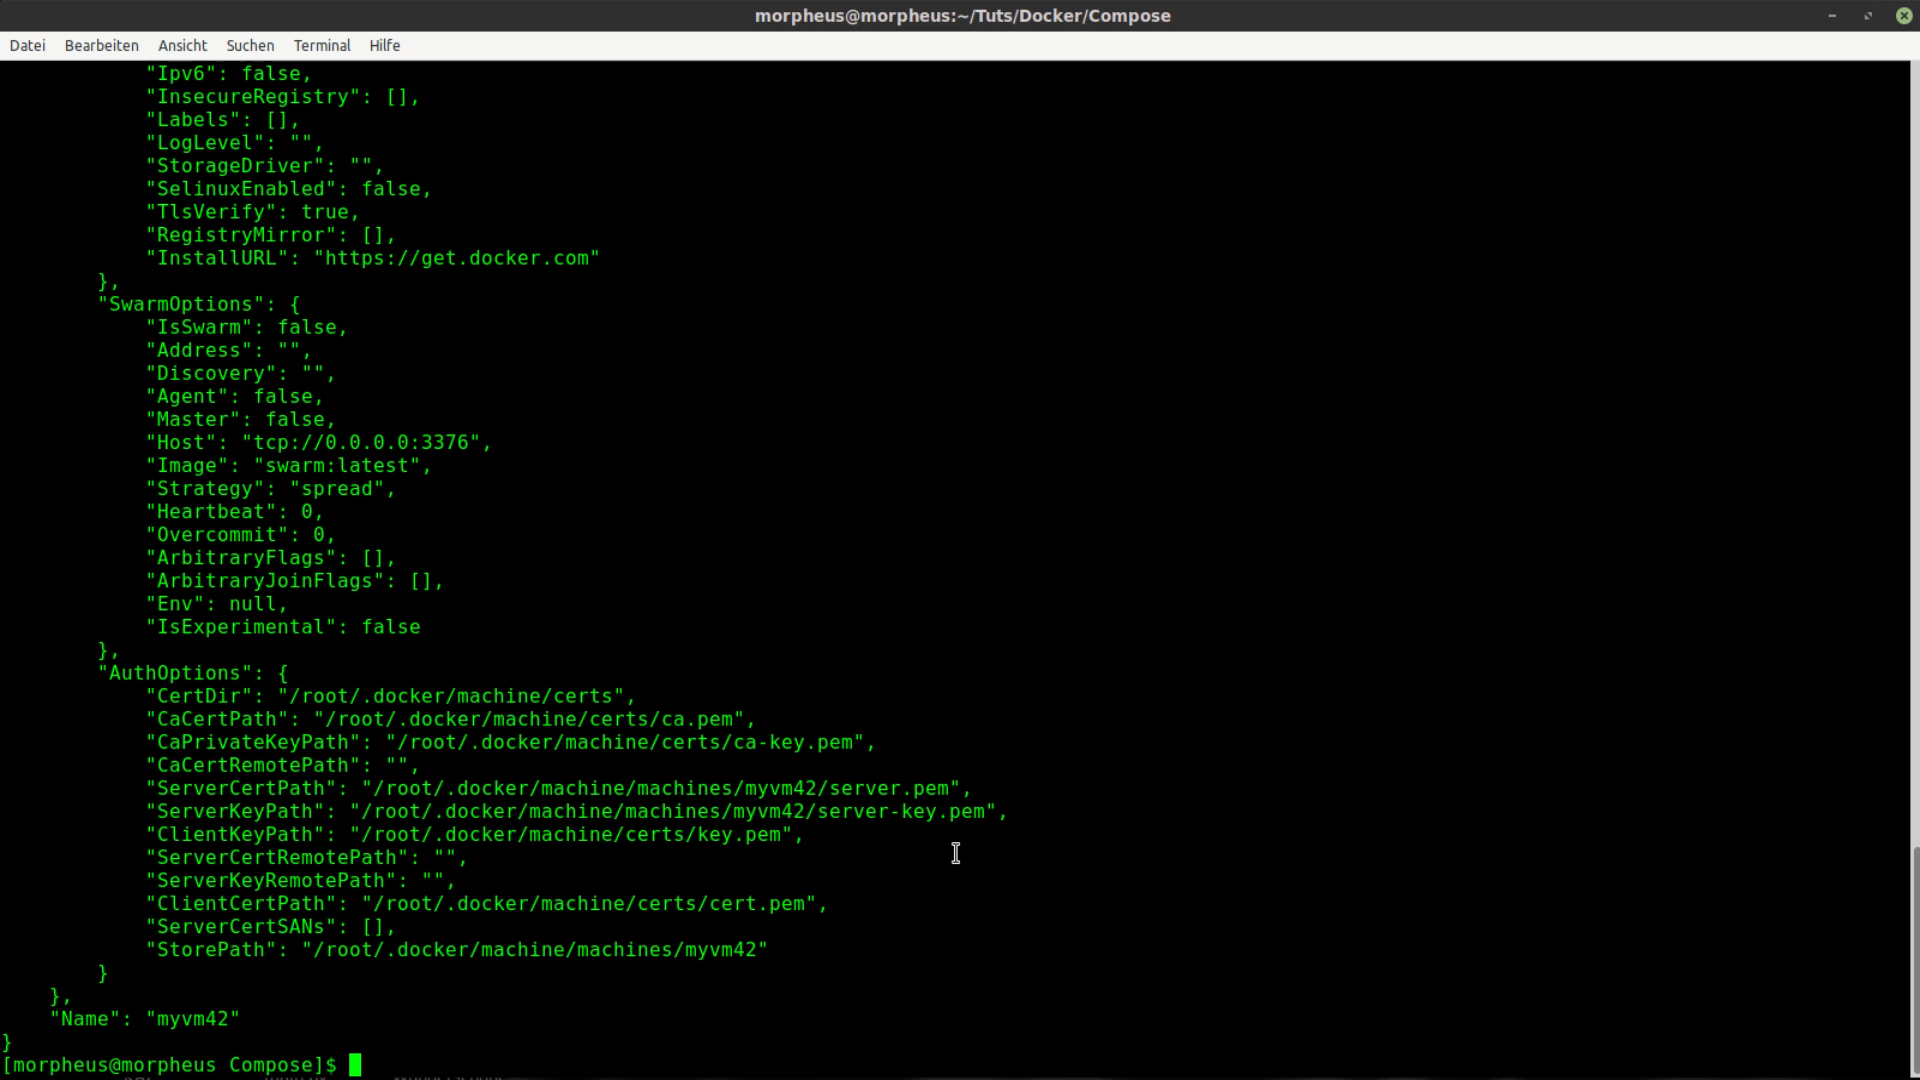 morpheus@morpheus:~/Tuts/Docker/Compose
Datei Bearbeiten Ansicht Suchen Terminal Hilfe
"Ipv6": false,
"InsecureRegistry": [],
"Labels": [],
"LogLevel": "",
"StorageDriver": "",
"SelinuxEnabled": false,
"TlsVerify": true,
"RegistryMirror": [],
"InstallURL": "https://get.docker.com"
},
"SwarmOptions": {
"IsSwarm": false,
"Address": "",
"Discovery": "",
"Agent": false,
"Master": false,
"Host": "tcp://0.0.0.0:3376",
"Image": "swarm:latest",
"Strategy": "spread",
"Heartbeat": 0,
"Overcommit": 0,
"ArbitraryFlags": [],
"ArbitraryJoinFlags": [],
"Env": null,
"IsExperimental": false
},
"AuthOptions": {
"CertDir": "/root/.docker/machine/certs",
"CaCertPath": "/root/.docker/machine/certs/ca.pem",
"CaPrivateKeyPath": "/root/.docker/machine/certs/ca-key.pem",
"CaCertRemotePath": "",
"ServerCertPath": "/root/.docker/machine/machines/myvm42/server.pem",
"ServerKeyPath": "/root/.docker/machine/machines/myvm42/server-key.pem",
"ClientKeyPath": "/root/.docker/machine/certs/key.pem",
"ServerCertRemotePath": "",
"ServerKeyRemotePath": "",
"ClientCertPath": "/root/.docker/machine/certs/cert.pem",
"ServerCertSANs": [],
"StorePath": "/root/.docker/machine/machines/myvm42"
}
},
"Name": "myvm42"
}
[morpheus@morpheus Compose]$